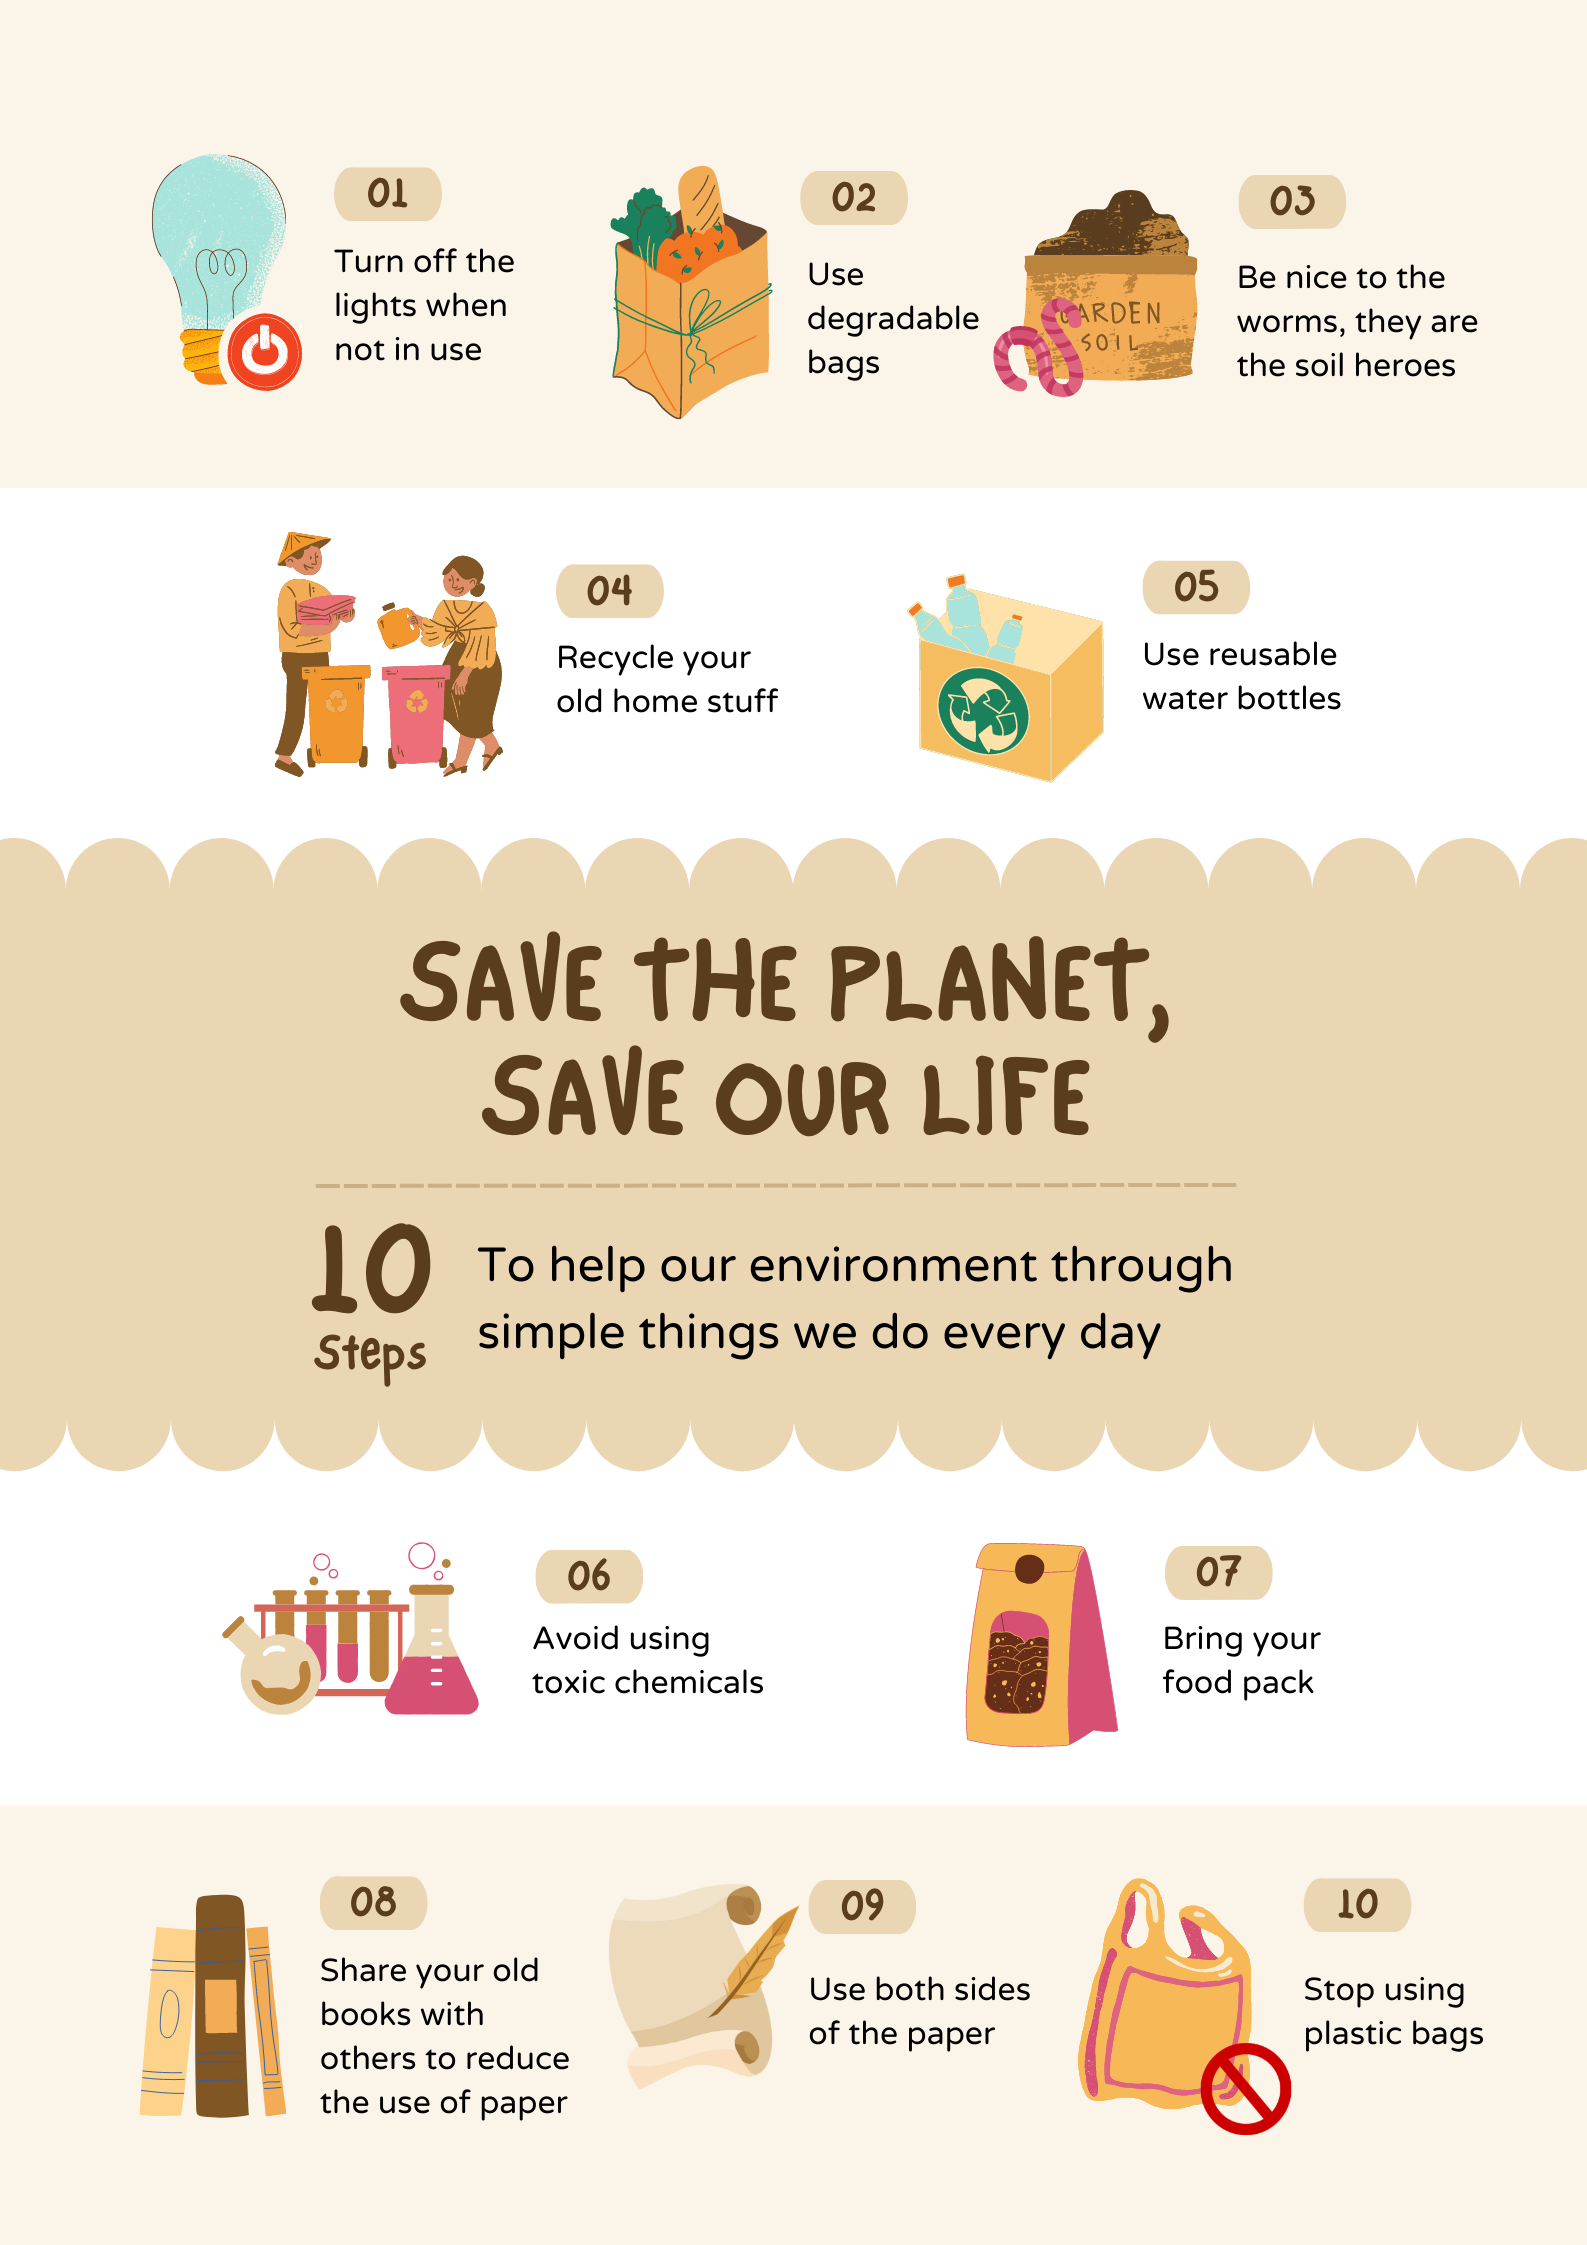 01
Turn off the
lights when
not in use
02
Use
degradable
bags
GARDEN
SOIL
03
Be nice to the
worms, they are
the soil heroes
04
Recycle your
old home stuff
05
Use reusable
water bottles
SAVE THE PLANET,
SAVE OUR LIFE
10
Steps
To help our environment through
simple things we do every day
06
Avoid using
toxic chemicals
07
Bring your
food pack
08
Share your old
books with
others to reduce
the use of paper
09
Use both sides
of the paper
10
Stop using
plastic bags